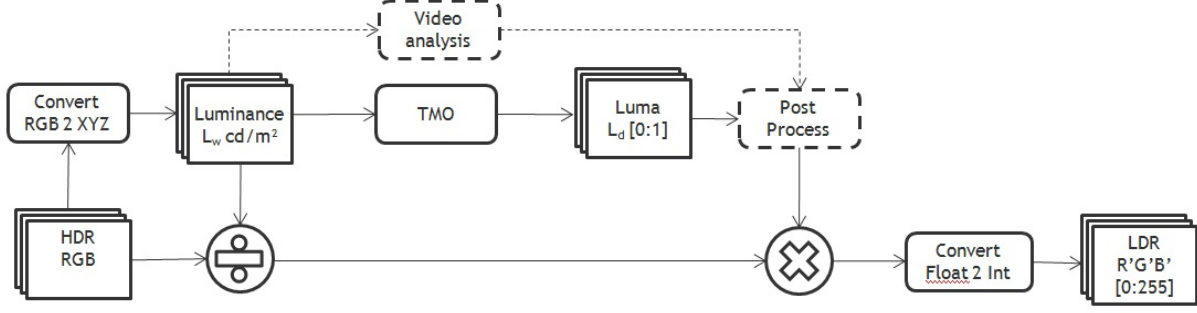 Video
analysis
Convert
RGB 2 XYZ
Luminance
L_w cd/m²
TMO
Luma
L_d [0:1]
Post
Process
HDR
RGB
Convert
Float 2 Int
LDR
R'G'B'
[0:255]